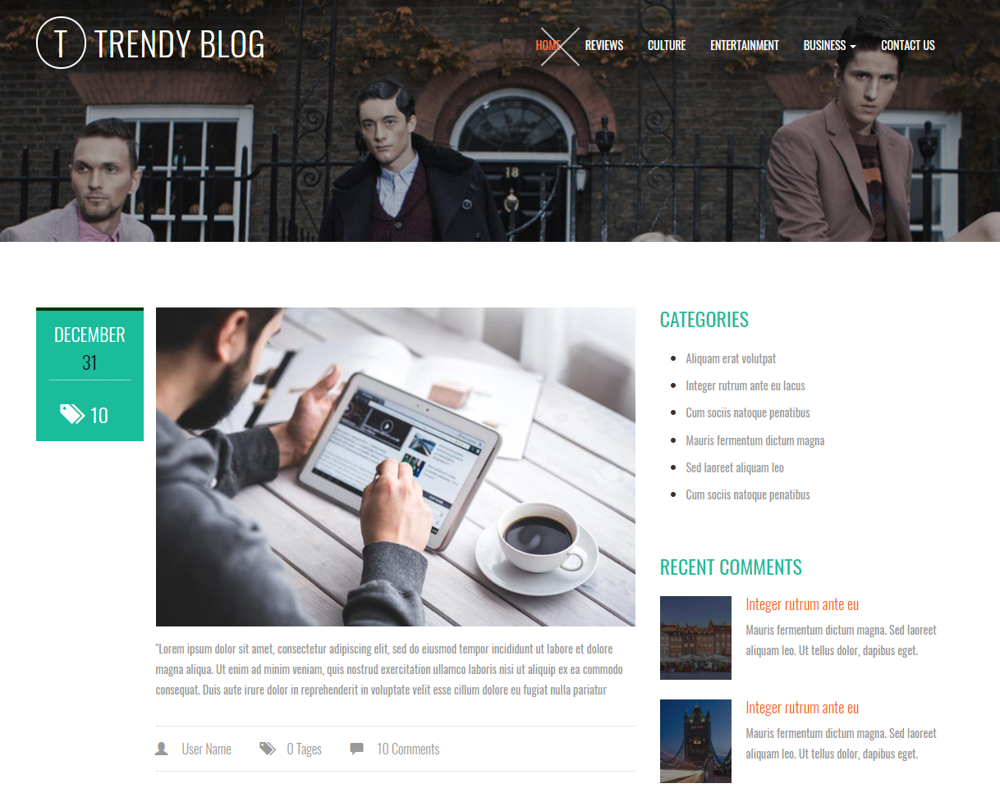 T TRENDY BLOG
HOME REVIEWS CULTURE ENTERTAINMENT BUSINESS CONTACT US
18
DECEMBER
31
10
"Lorem ipsum dolor sit amet, consectetur adipiscing elit, sed do eiusmod tempor incididunt ut labore et dolore
magna aliqua. Ut enim ad minim veniam, quis nostrud exercitation ullamco laboris nisi ut aliquip ex ea commodo
consequat. Duis aute irure dolor in reprehenderit in voluptate velit esse cillum dolore eu fugiat nulla pariatur
User Name 0 Tages 10 Comments
CATEGORIES
Aliquam erat volutpat
Integer rutrum ante eu lacus
Cum sociis natoque penatibus
Mauris fermentum dictum magna
Sed laoreet aliquam leo
Cum sociis natoque penatibus
RECENT COMMENTS
Integer rutrum ante eu
Mauris fermentum dictum magna. Sed laoreet
aliquam leo. Ut tellus dolor, dapibus eget.
Integer rutrum ante eu
Mauris fermentum dictum magna. Sed laoreet
aliquam leo. Ut tellus dolor, dapibus eget.